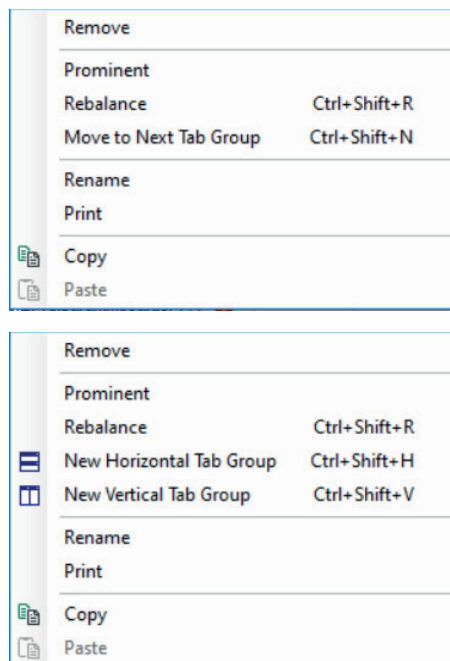 Remove
Prominent
Rebalance Ctrl+Shift+R
Move to Next Tab Group Ctrl+Shift+N
Rename
Print
Copy
Paste
Remove
Prominent
Rebalance Ctrl+Shift+R
New Horizontal Tab Group Ctrl+Shift+H
New Vertical Tab Group Ctrl+Shift+V
Rename
Print
Copy
Paste